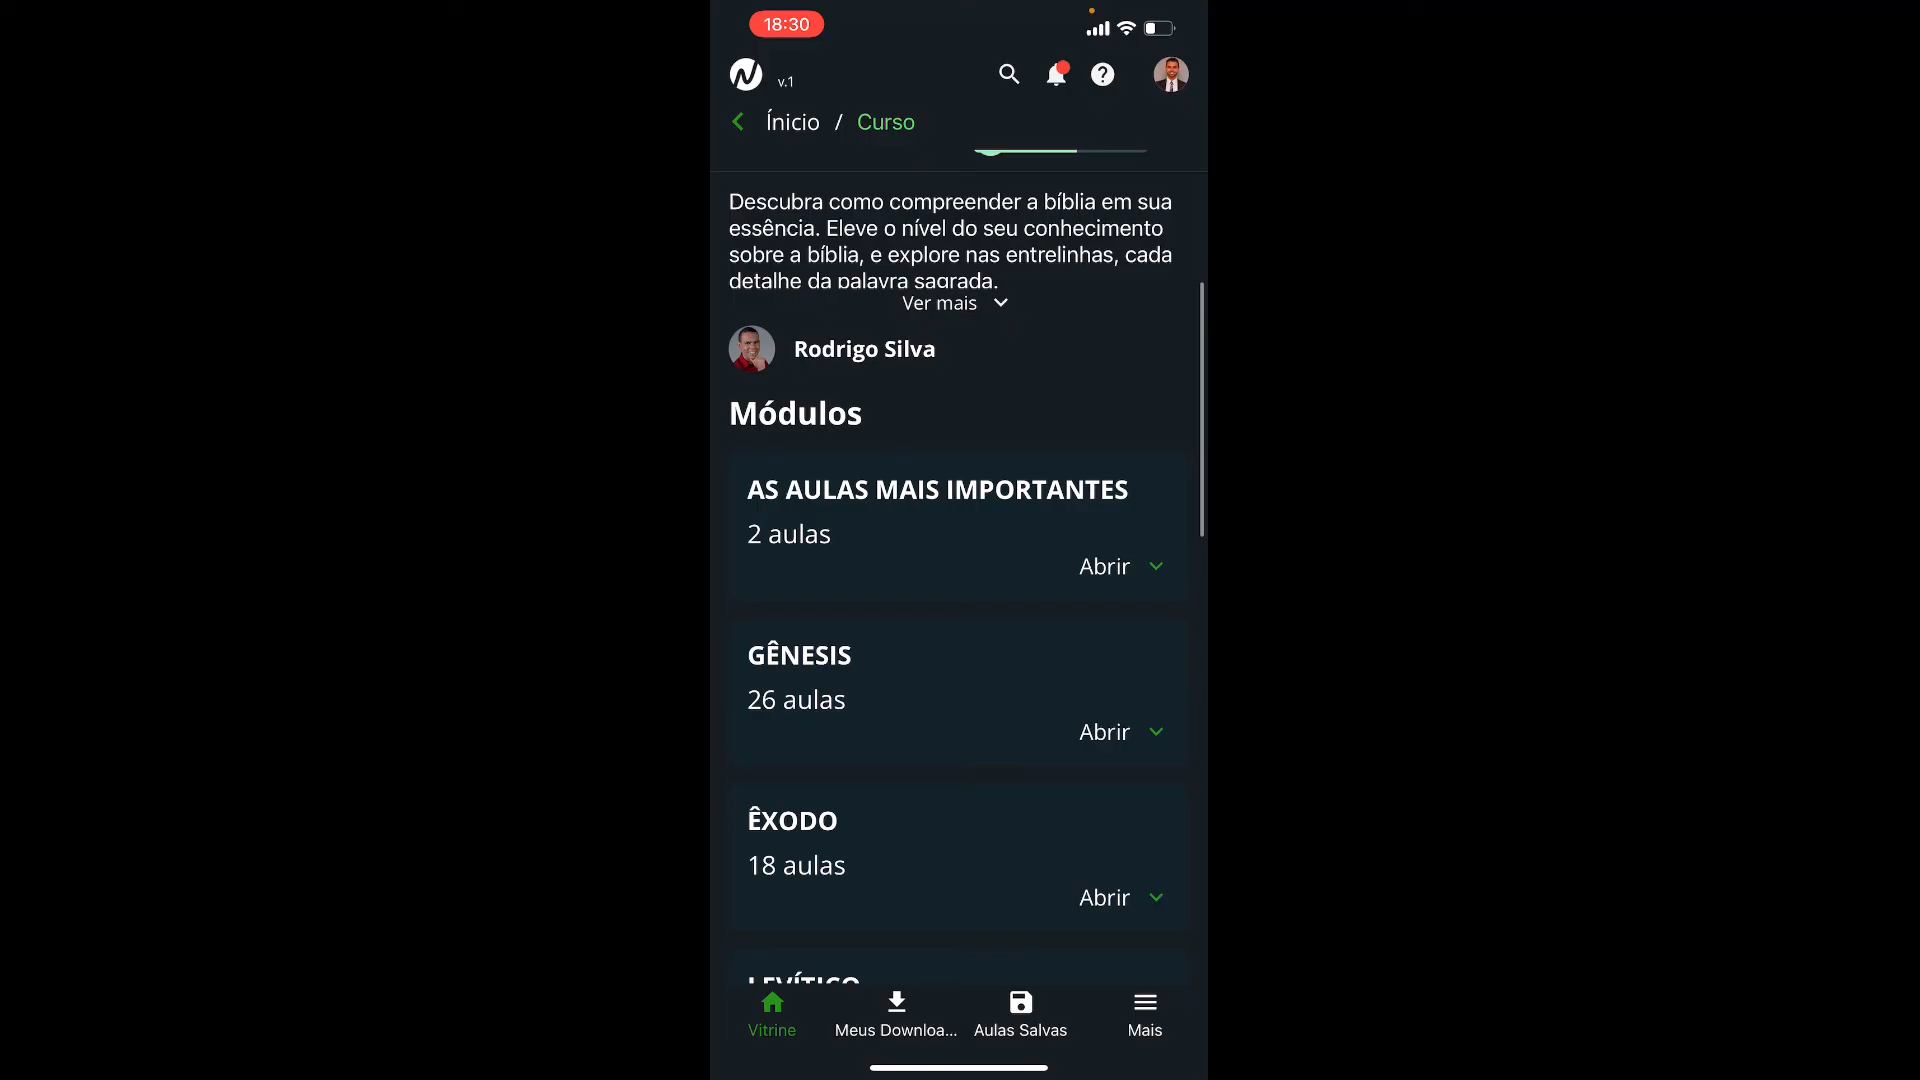 18:30
v.1
Ínicio / Curso
Descubra como compreender a bíblia em sua
essência. Eleve o nível do seu conhecimento
sobre a bíblia, e explore nas entrelinhas, cada
detalhe da palavra sagrada.
Ver mais
Rodrigo Silva
Módulos
AS AULAS MAIS IMPORTANTES
2 aulas
Abrir
GÊNESIS
26 aulas
Abrir
ÊXODO
18 aulas
Abrir
LEVÍTICO
Vitrine
Meus Downloa...
Aulas Salvas
Mais